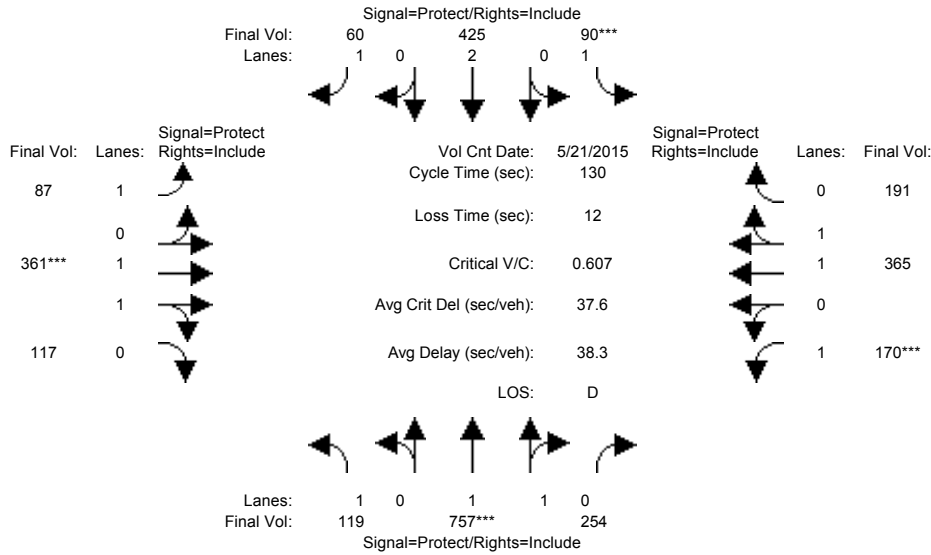 Signal=Protect/Rights=Include
Final Vol: 60 425 90***
Lanes: 1 0 2 0 1
Signal=Protect Signal=Protect
Final Vol: Lanes: Rights=Include Vol Cnt Date: 5/21/2015 Rights=Include Lanes: Final Vol:
Cycle Time (sec): 130
87 1 0 191
Loss Time (sec): 12
0 1
361*** 1 Critical V/C: 0.607 1 365
1 Avg Crit Del (sec/veh): 37.6 0
117 0 Avg Delay (sec/veh): 38.3 1 170***
LOS: D
Lanes: 1 0 1 1 0
Final Vol: 119 757*** 254
Signal=Protect/Rights=Include